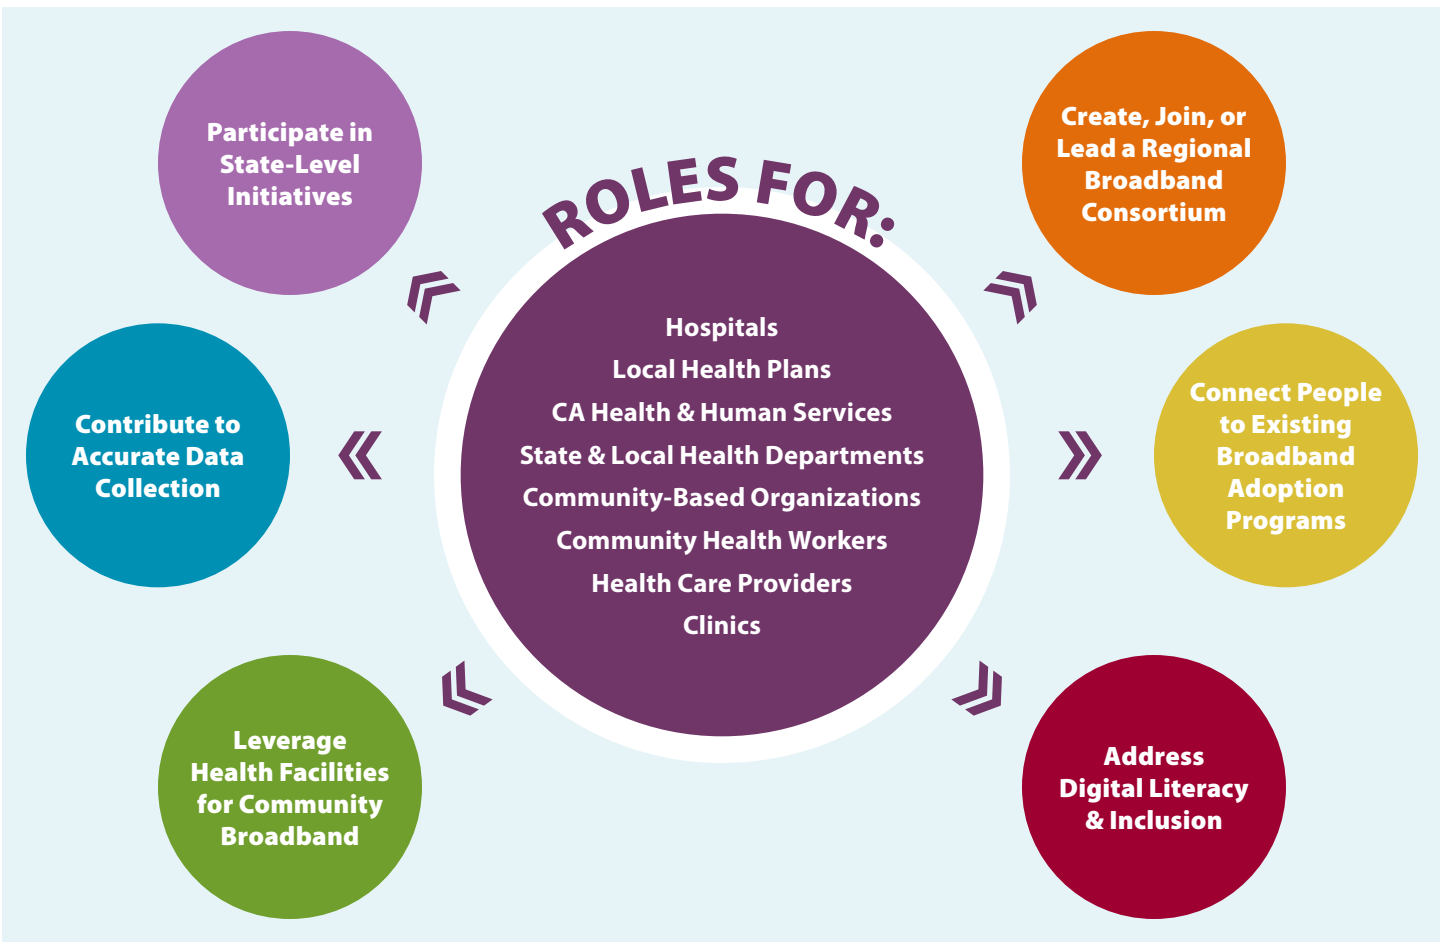 Participate in
State-Level
Initiatives
Create, Join, or
Lead a Regional
Broadband
Consortium
ROLES FOR:
Hospitals
Local Health Plans
CA Health & Human Services
State & Local Health Departments
Community-Based Organizations
Community Health Workers
Health Care Providers
Clinics
Contribute to
Accurate Data
Collection
Connect People
to Existing
Broadband
Adoption
Programs
Leverage
Health Facilities
for Community
Broadband
Address
Digital Literacy
& Inclusion